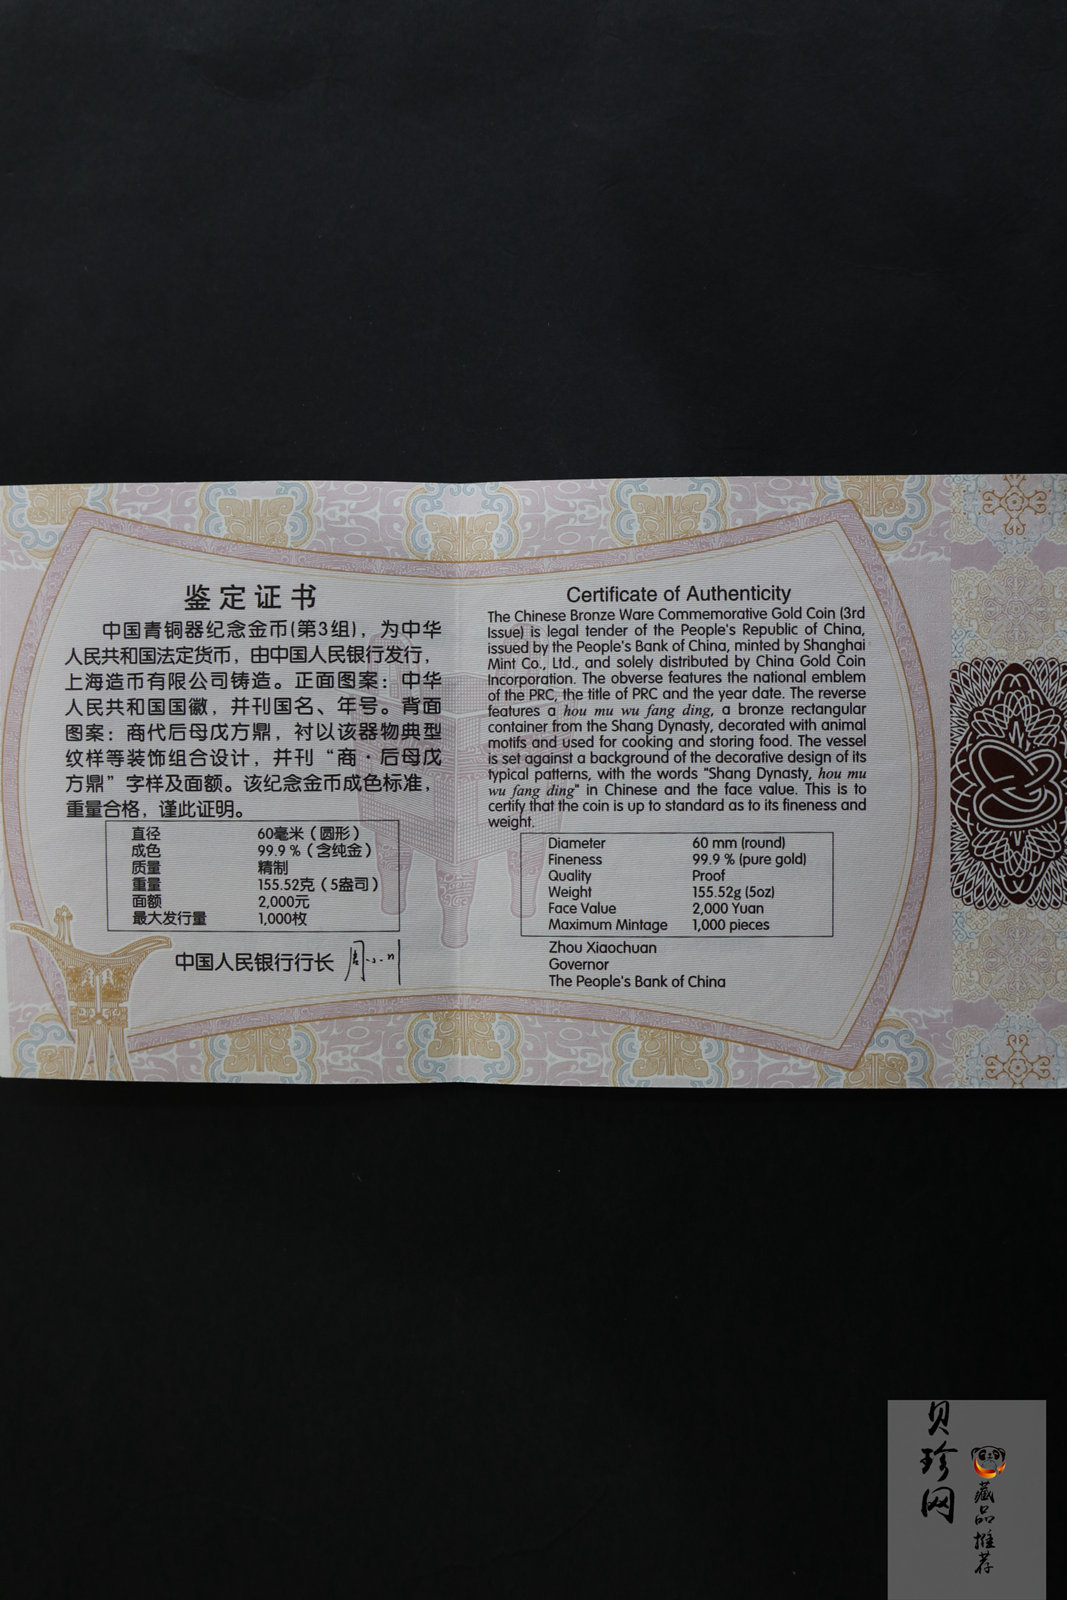 鉴定证书
中国青铜器纪念金币(第3组)，为中华
人民共和国法定货币，由中国人民银行发行，
上海造币有限公司铸造。正面图案：中华
人民共和国国徽，并刊国名、年号。背面
图案：商代后母戊方鼎，衬以该器物典型
纹样等装饰组合设计，并刊“商·后母戊
方鼎”字样及面额。该纪念金币成色标准，
重量合格，谨此证明。
直径 60毫米（圆形）
成色 99.9 %（含纯金）
质量 精制
重量 155.52克（5盎司）
面额 2,000元
最大发行量 1,000枚
中国人民银行行长
Certificate of Authenticity
The Chinese Bronze Ware Commemorative Gold Coin (3rd
Issue) is legal tender of the People's Republic of China,
issued by the People's Bank of China, minted by Shanghai
Mint Co., Ltd., and solely distributed by China Gold Coin
Incorporation. The obverse features the national emblem
of the PRC, the title of PRC and the year date. The reverse
features a hou mu wu fang ding, a bronze rectangular
container from the Shang Dynasty, decorated with animal
motifs and used for cooking and storing food. The vessel
is set against a background of the decorative design of its
typical patterns, with the words "Shang Dynasty, hou mu
wu fang ding" in Chinese and the face value. This is to
certify that the coin is up to standard as to its fineness and
weight.
Diameter 60 mm (round)
Fineness 99.9 % (pure gold)
Quality Proof
Weight 155.52g (5oz)
Face Value 2,000 Yuan
Maximum Mintage 1,000 pieces
Zhou Xiaochuan
Governor
The People's Bank of China
贝珍网
藏品推荐